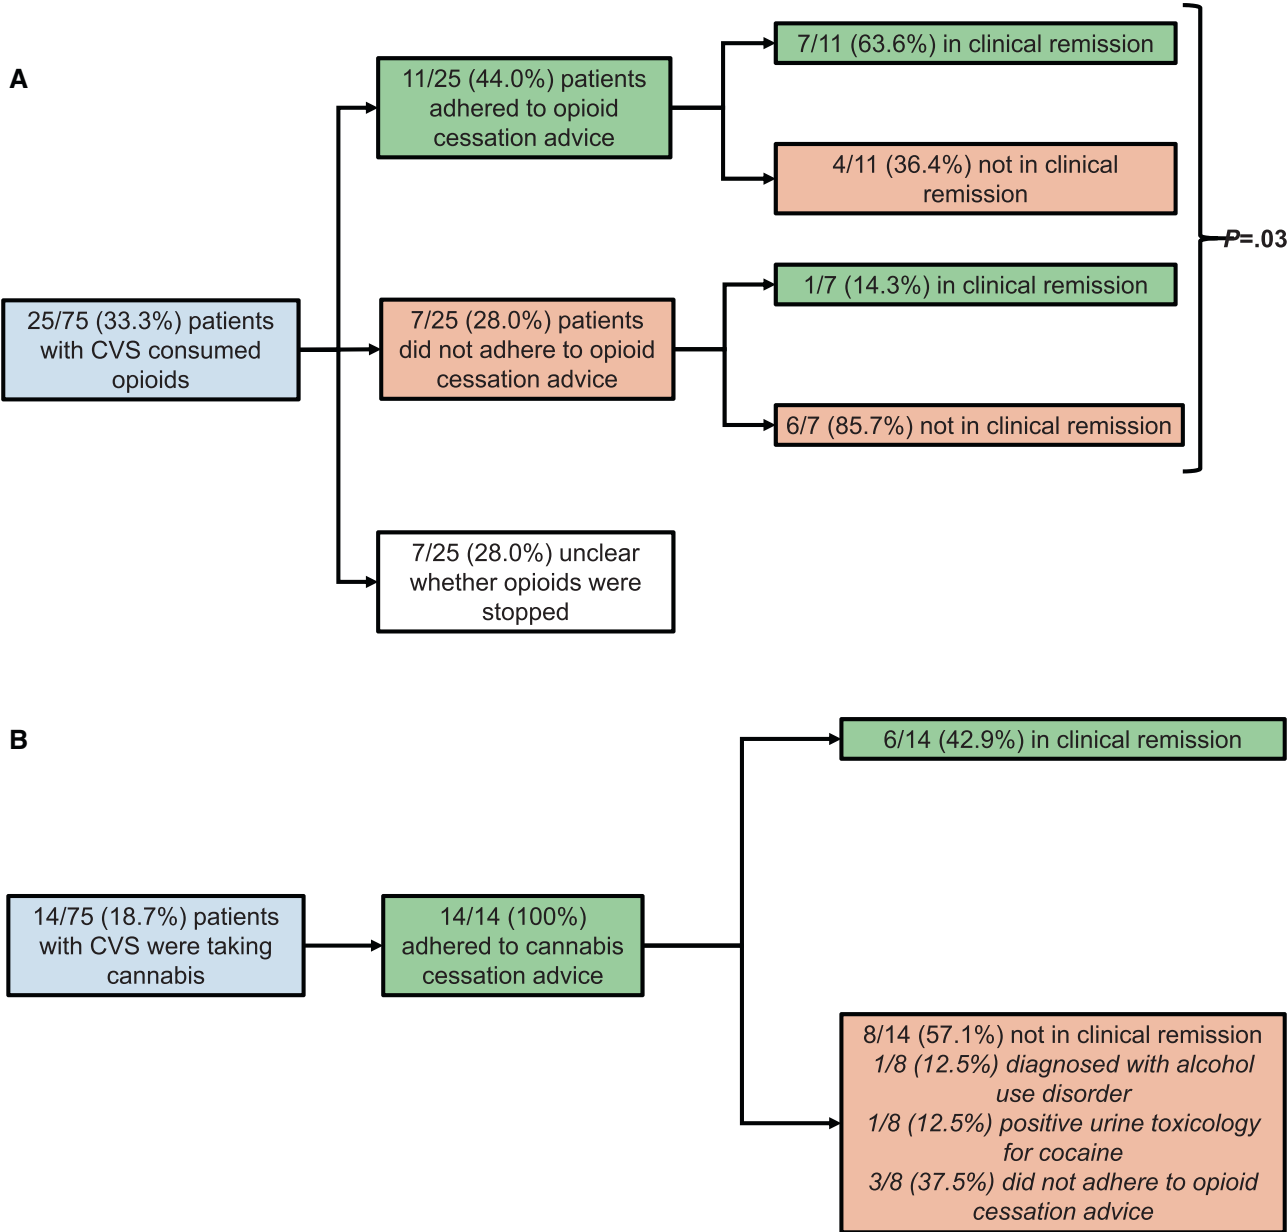 A
11/25 (44.0%) patients
adhered to opioid
cessation advice
7/11 (63.6%) in clinical remission
4/11 (36.4%) not in clinical
remission
25/75 (33.3%) patients
with CVS consumed
opioids
7/25 (28.0%) patients
did not adhere to opioid
cessation advice
1/7 (14.3%) in clinical remission
6/7 (85.7%) not in clinical remission
P=.03
7/25 (28.0%) unclear
whether opioids were
stopped
B
14/75 (18.7%) patients
with CVS were taking
cannabis
14/14 (100%)
adhered to cannabis
cessation advice
6/14 (42.9%) in clinical remission
8/14 (57.1%) not in clinical remission
1/8 (12.5%) diagnosed with alcohol
use disorder
1/8 (12.5%) positive urine toxicology
for cocaine
3/8 (37.5%) did not adhere to opioid
cessation advice